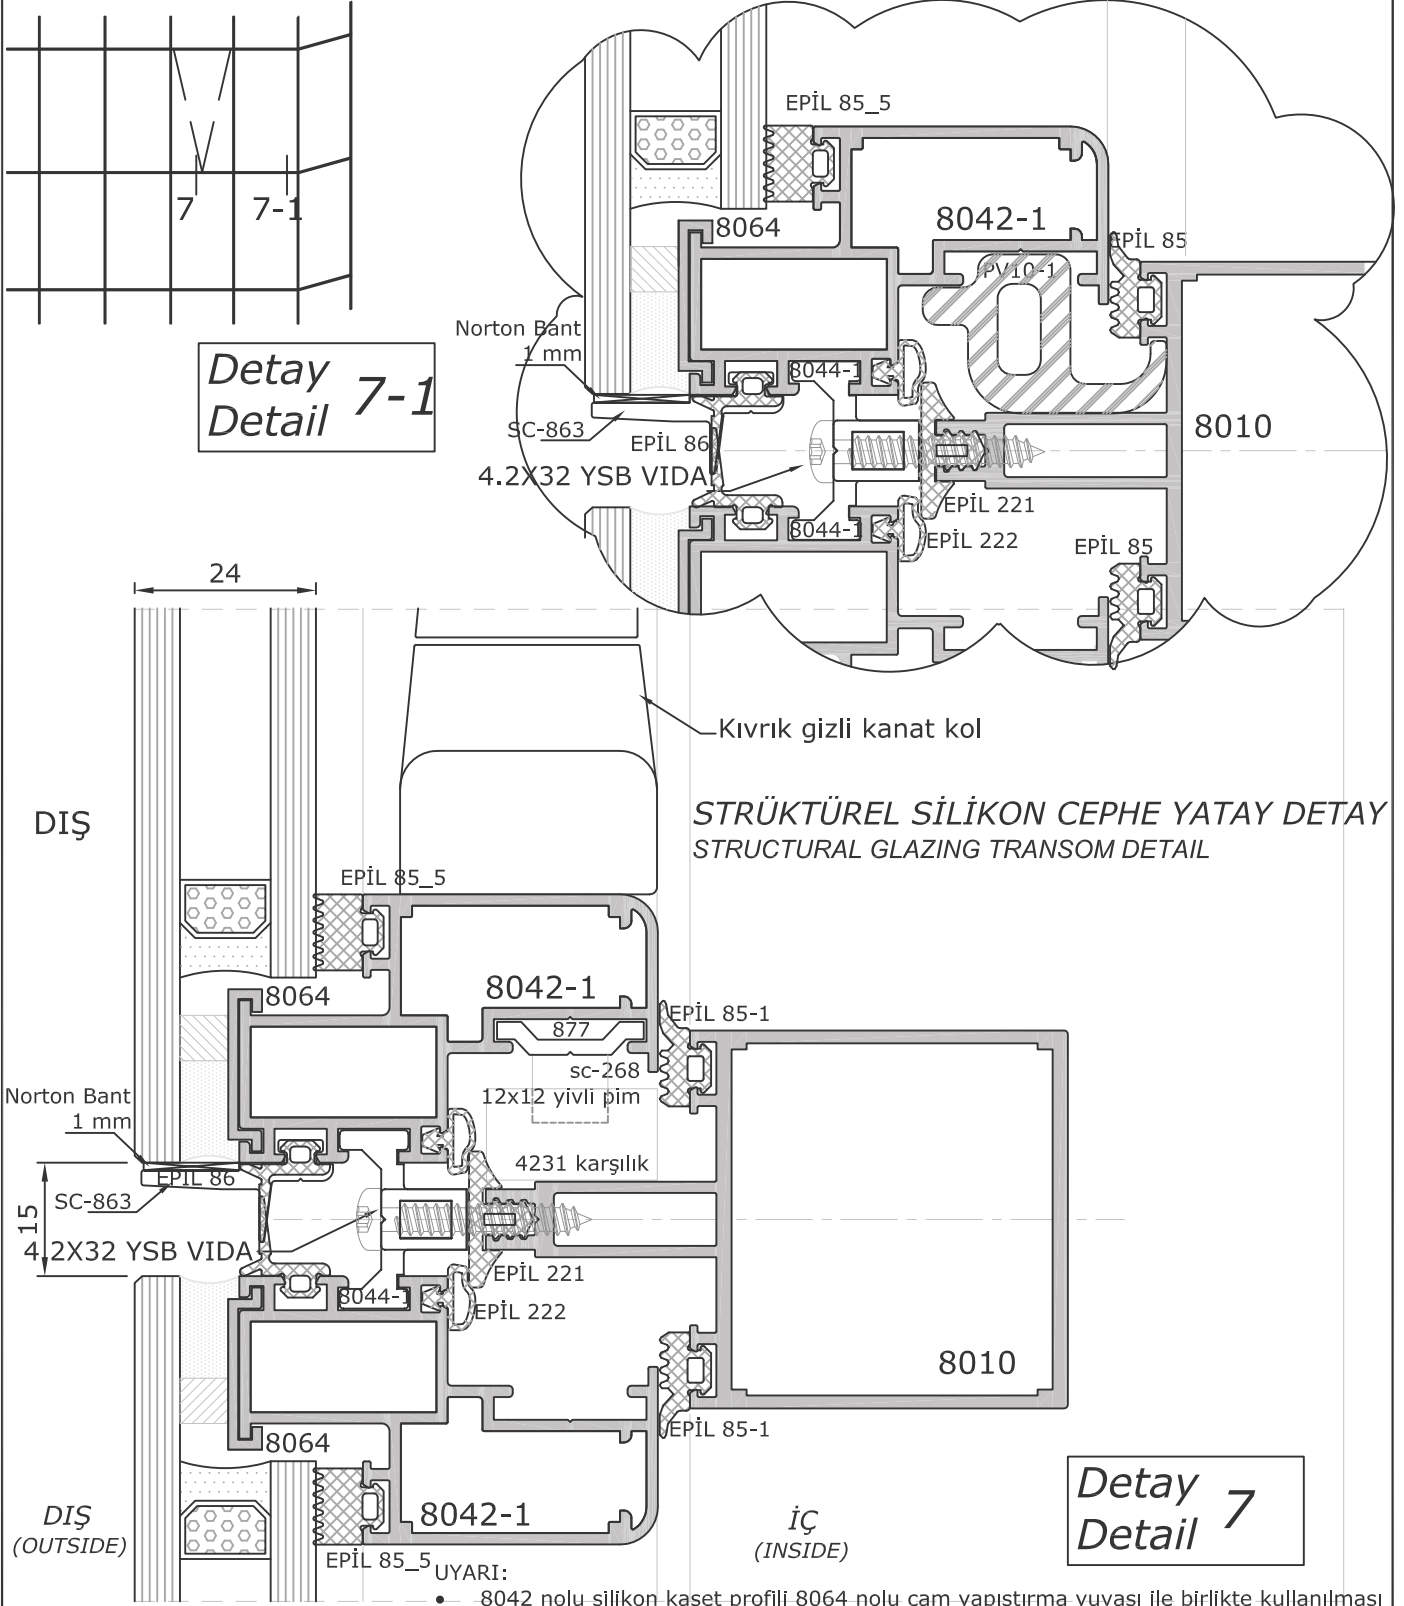 7
7-1
Detay
Detail
7-1
EPİL 85_5
8064
8042-1
EPİL 85
PV10-1
Norton Bant
1 mm
8044-1
SC-863
EPİL 86
8010
4.2X32 YSB VIDA
EPİL 221
8044-1
EPİL 222
EPİL 85
24
Kıvrık gizli kanat kol
DIŞ
STRÜKTÜREL SİLİKON CEPHE YATAY DETAY
STRUCTURAL GLAZING TRANSOM DETAIL
EPİL 85_5
8064
8042-1
EPİL 85-1
877
sc-268
12x12 yivli pim
Norton Bant
1 mm
4231 karşılık
EPİL 86
SC-863
15
4.2X32 YSB VIDA
EPİL 221
8044-1
EPİL 222
8010
EPİL 85-1
8064
8042-1
DIŞ
(OUTSIDE)
İÇ
(INSIDE)
Detay
Detail
7
EPİL 85_5
UYARI:
• 8042 nolu silikon kaset profili 8064 nolu cam yapıştırma yuvası ile birlikte kullanılması